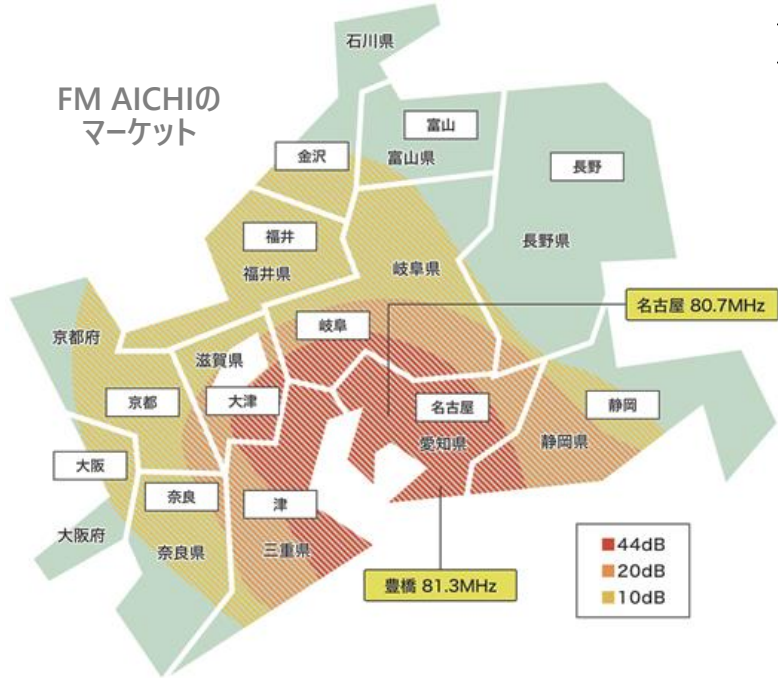 石川県
FM AICHIの
マーケット
富山
金沢
富山県
長野
福井
長野県
岐阜県
福井県
名古屋 80.7MHz
岐阜
京都府
滋賀県
京都
大津
名古屋
静岡
愛知県
静岡県
大阪
奈良
津
大阪府
奈良県
三重県
44dB
20dB
10dB
豊橋 81.3MHz